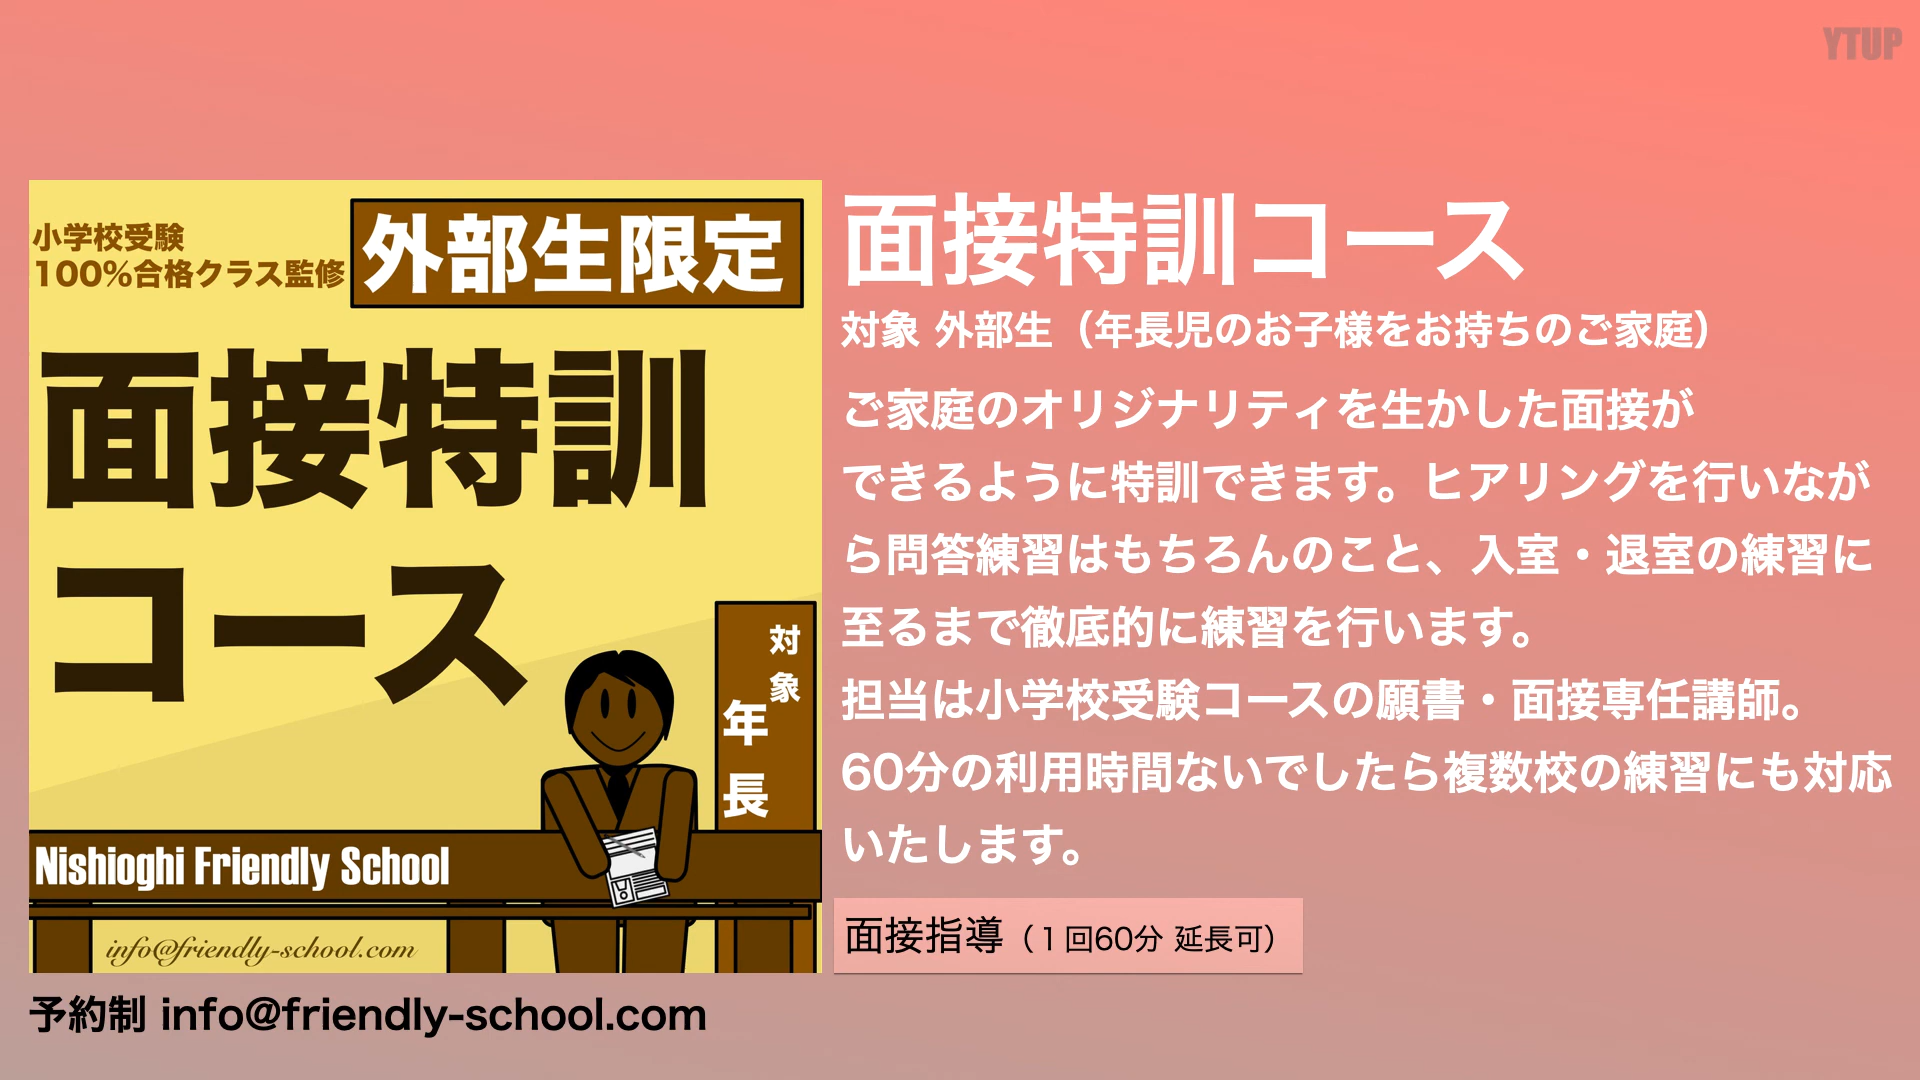 YTUP
小学校受験
100%合格クラス監修
外部生限定
面接特訓
コース
対象
年長
Nishioghi Friendly School
info@friendly-school.com
予約制 info@friendly-school.com
面接特訓コース
対象 外部生（年長児のお子様をお持ちのご家庭）
ご家庭のオリジナリティを生かした面接が
できるように特訓できます。ヒアリングを行いなが
ら問答練習はもちろんのこと、入室・退室の練習に
至るまで徹底的に練習を行います。
担当は小学校受験コースの願書・面接専任講師。
60分の利用時間ないでしたら複数校の練習にも対応
いたします。
面接指導（１回60分 延長可）